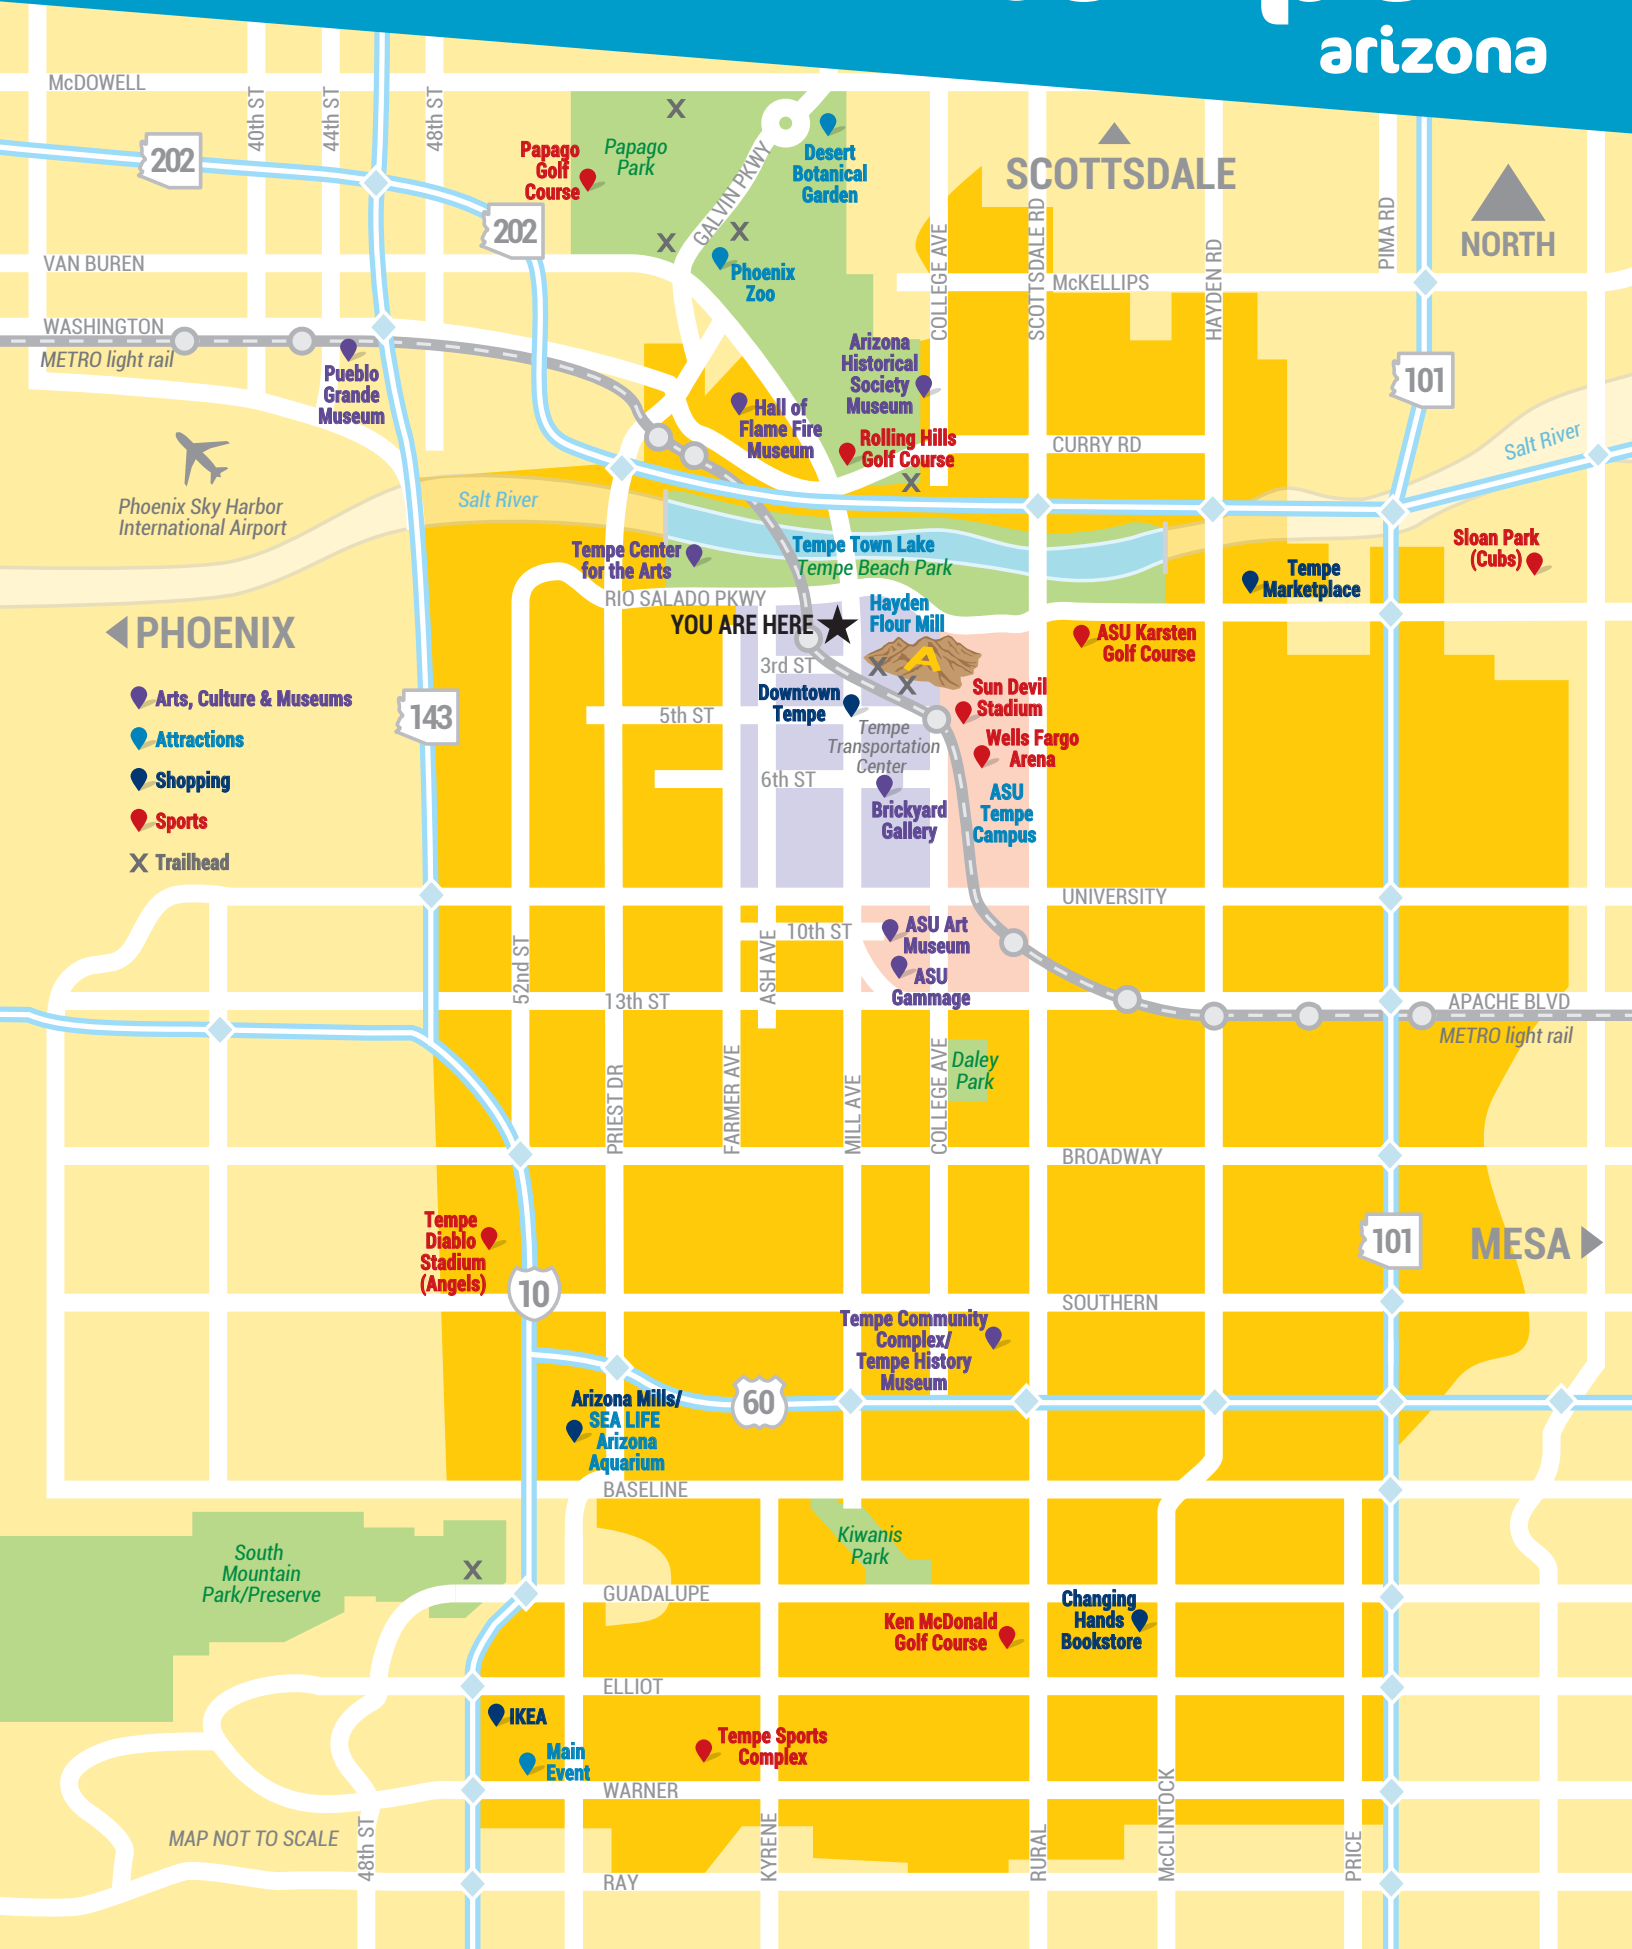 arizona
McDOWELL
40th ST
44th ST
48th ST
202
202
Papago
Golf
Course
Papago
Park
GALVIN PKWY
Desert
Botanical
Garden
SCOTTSDALE
NORTH
COLLEGE AVE
SCOTTSDALE RD
HAYDEN RD
PIMA RD
VAN BUREN
Phoenix
Zoo
McKELLIPS
WASHINGTON
METRO light rail
Pueblo
Grande
Museum
Arizona
Historical
Society
Museum
101
Hall of
Flame Fire
Museum
Rolling Hills
Golf Course
CURRY RD
Salt River
X
X
X
X
Phoenix Sky Harbor
International Airport
Salt River
Tempe Center
for the Arts
Tempe Town Lake
Tempe Beach Park
Sloan Park
(Cubs)
Tempe
Marketplace
RIO SALADO PKWY
Hayden
Flour Mill
YOU ARE HERE
PHOENIX
ASU Karsten
Golf Course
A
X
X
3rd ST
Arts, Culture & Museums
Attractions
Shopping
Sports
X Trailhead
143
Downtown
Tempe
Sun Devil
Stadium
5th ST
Tempe
Transportation
Center
Wells Fargo
Arena
6th ST
Brickyard
Gallery
ASU
Tempe
Campus
UNIVERSITY
ASU Art
Museum
10th ST
ASU
Gammage
52nd ST
ASH AVE
13th ST
APACHE BLVD
METRO light rail
Daley
Park
PRIEST DR
FARMER AVE
MILL AVE
COLLEGE AVE
BROADWAY
Tempe
Diablo
Stadium
(Angels)
101
MESA
10
SOUTHERN
Tempe Community
Complex/
Tempe History
Museum
60
Arizona Mills/
SEA LIFE
Arizona
Aquarium
BASELINE
Kiwanis
Park
South
Mountain
Park/Preserve
X
GUADALUPE
Changing
Hands
Bookstore
Ken McDonald
Golf Course
ELLIOT
IKEA
Main
Event
Tempe Sports
Complex
WARNER
MAP NOT TO SCALE
48th ST
KYRENE
RURAL
McCLINTOCK
PRICE
RAY